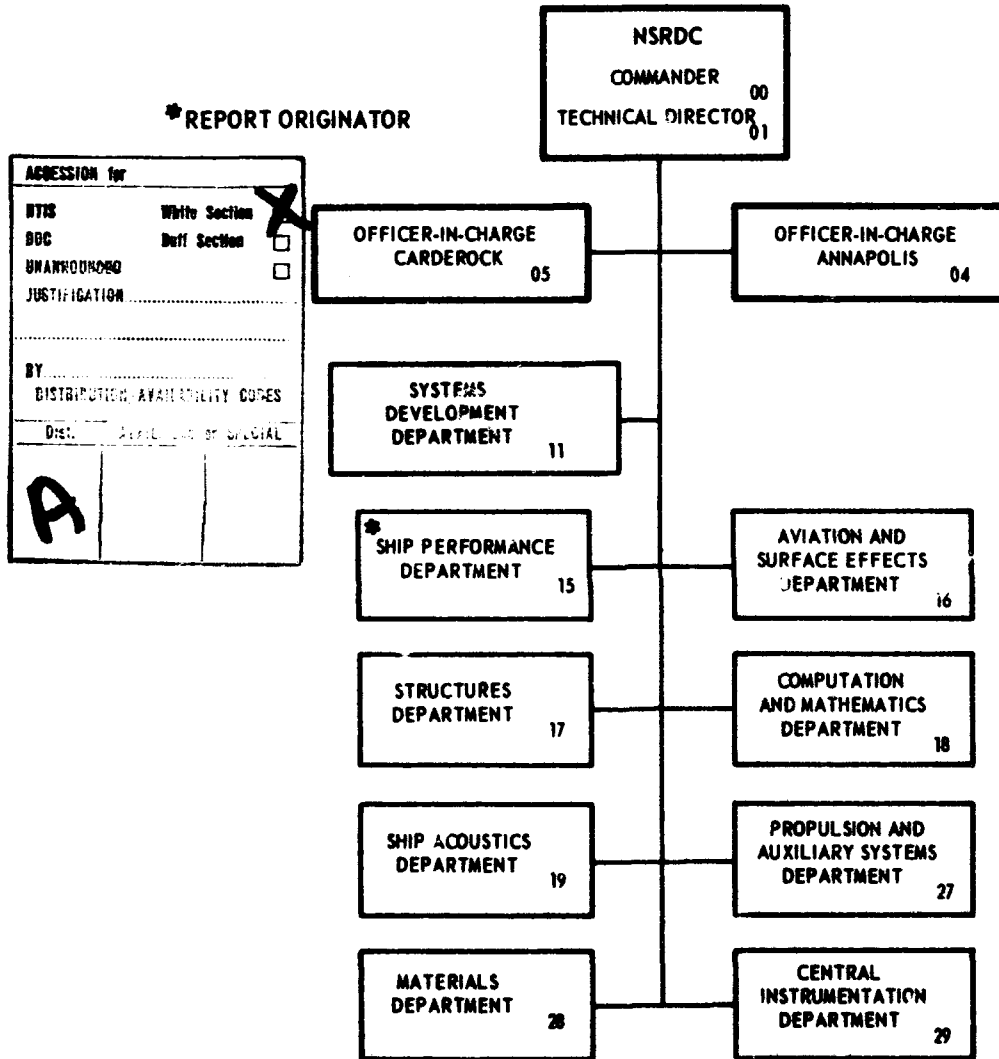 NSRDC
COMMANDER
00
TECHNICAL DIRECTOR
01
*REPORT ORIGINATOR
ACCESSION for
NTIS White Section X
DDC Buff Section
UNANNOUNCED
JUSTIFICATION
BY
DISTRIBUTION/AVAILABILITY CODES
Dist. SPECIAL
A
OFFICER-IN-CHARGE
CARDEROCK
05
OFFICER-IN-CHARGE
ANNAPOLIS
04
SYSTEMS
DEVELOPMENT
DEPARTMENT
11
*
SHIP PERFORMANCE
DEPARTMENT
15
AVIATION AND
SURFACE EFFECTS
DEPARTMENT
16
STRUCTURES
DEPARTMENT
17
COMPUTATION
AND MATHEMATICS
DEPARTMENT
18
SHIP ACOUSTICS
DEPARTMENT
19
PROPULSION AND
AUXILIARY SYSTEMS
DEPARTMENT
27
MATERIALS
DEPARTMENT
28
CENTRAL
INSTRUMENTATION
DEPARTMENT
29